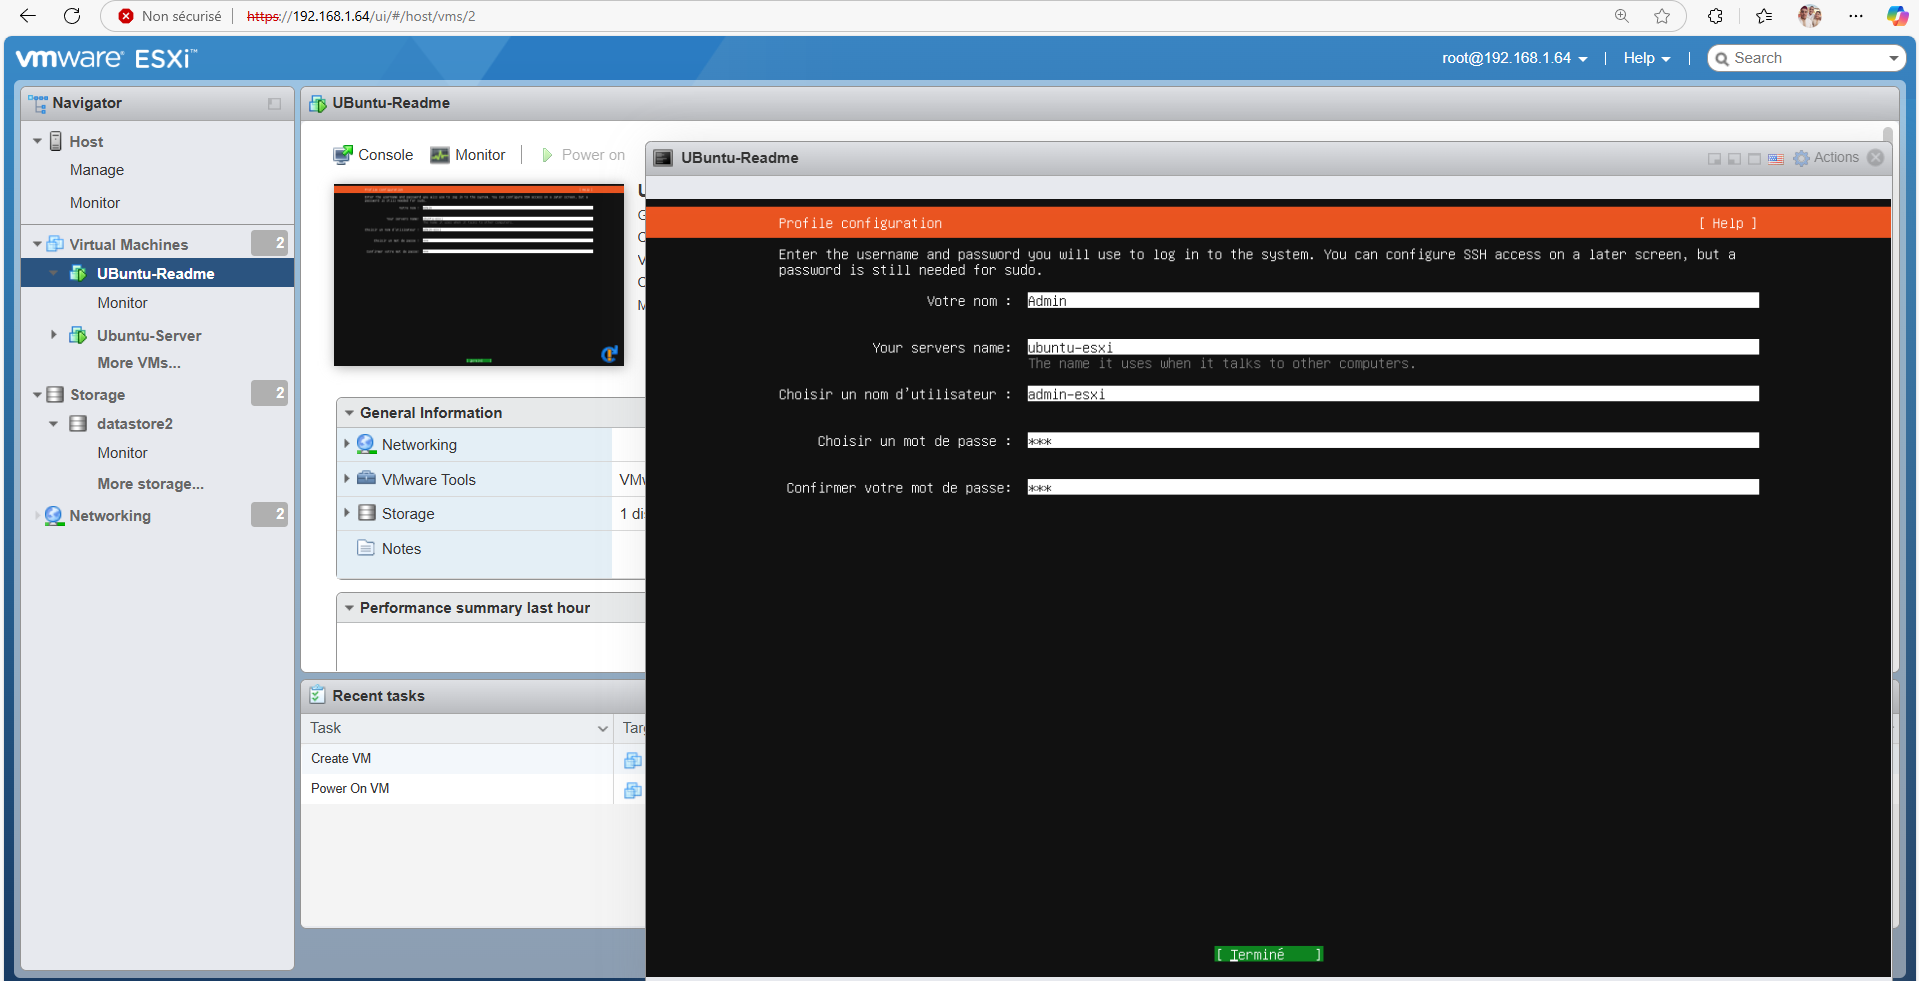 Non sécurisé
https://192.168.1.64/ui/#/host/vms/2
vmware® ESXi™
root@192.168.1.64
Help
Search
Navigator
Host
Manage
Monitor
Virtual Machines 2
UBuntu-Readme
Monitor
Ubuntu-Server
More VMs...
Storage 2
datastore2
Monitor
More storage...
Networking 2
UBuntu-Readme
Console
Monitor
Power on
General Information
Networking
VMware Tools
Storage
1 di
Notes
Performance summary last hour
Recent tasks
Task
Create VM
Power On VM
UBuntu-Readme
Actions
Profile configuration [ Help ]
Enter the username and password you will use to log in to the system. You can configure SSH access on a later screen, but a
password is still needed for sudo.
Votre nom : Admin
Your servers name: ubuntu-esxi
The name it uses when it talks to other computers.
Choisir un nom d'utilisateur : admin-esxi
Choisir un mot de passe : ***
Confirmer votre mot de passe: ***
[ Terminé ]